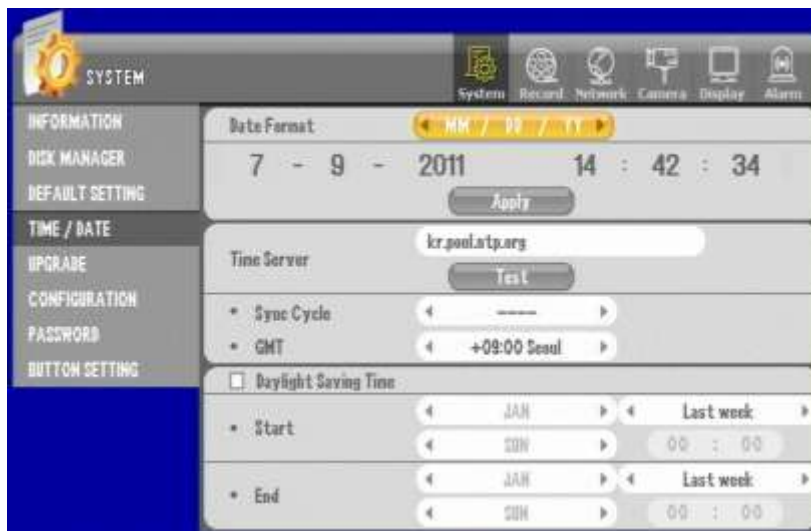 SYSTEM
System Record Network Camera Display Alarm
INFORMATION
DISK MANAGER
DEFAULT SETTING
TIME / DATE
UPGRADE
CONFIGURATION
PASSWORD
BUTTON SETTING
Date Format
MM / DD / YY
7 - 9 - 2011 14 : 42 : 34
Apply
Time Server
kr.pool.ntp.org
Test
• Sync Cycle ----
• GMT +09:00 Seoul
Daylight Saving Time
• Start
JAN Last week
SUN 00 : 00
• End
JAN Last week
SUN 00 : 00